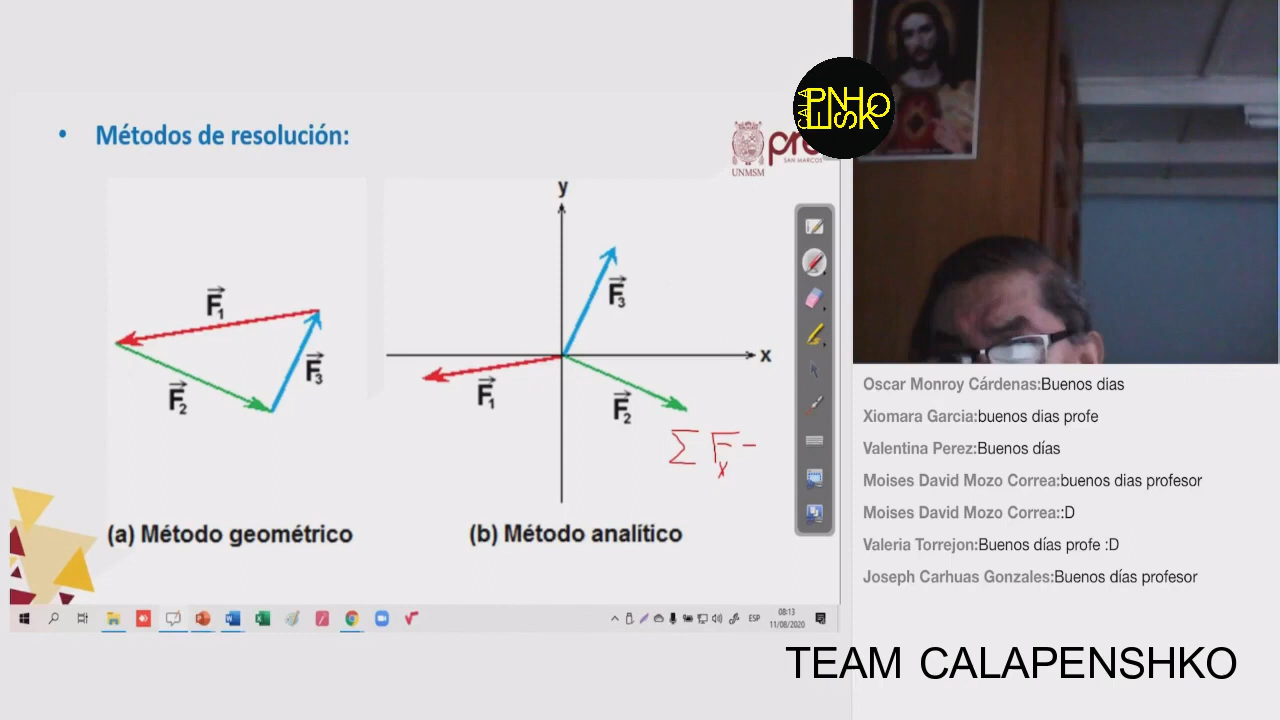 • Métodos de resolución:
pre
SAN MARCOS
UNMSM
CALA
PENSHKO
F₁
F₂
F₃
(a) Método geométrico
y
x
F₃
F₁
F₂
Σ Fx =
(b) Método analítico
ESP
08:13
11/08/2020
Oscar Monroy Cárdenas:Buenos dias
Xiomara Garcia:buenos dias profe
Valentina Perez:Buenos días
Moises David Mozo Correa:buenos dias profesor
Moises David Mozo Correa::D
Valeria Torrejon:Buenos días profe :D
Joseph Carhuas Gonzales:Buenos días profesor
TEAM CALAPENSHKO